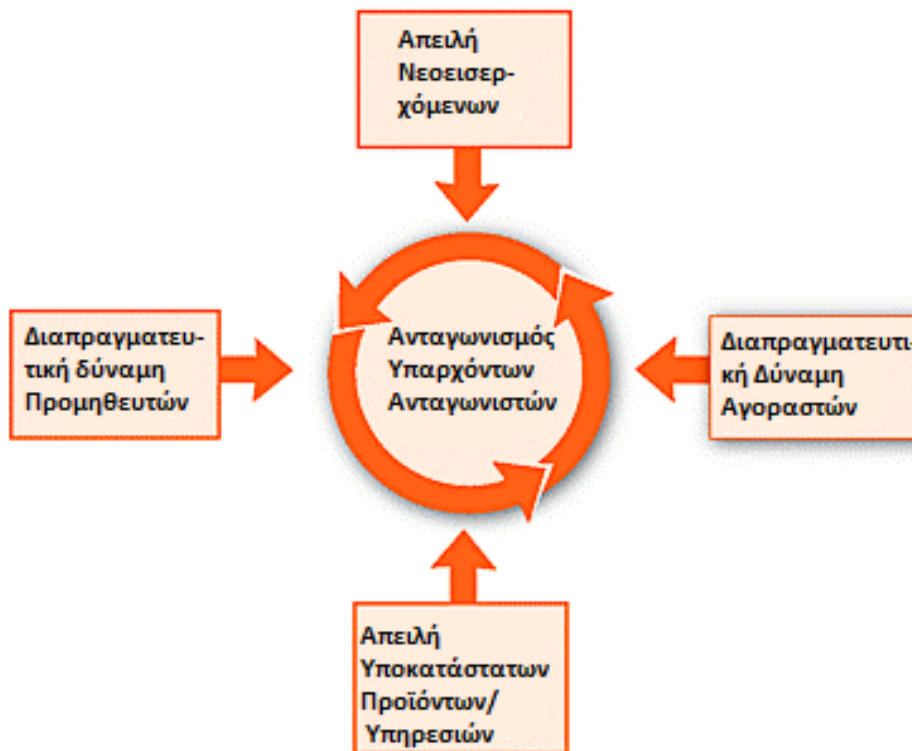 Απειλή
Νεοεισερ-
χόμενων
Διαπραγματευ-
τική δύναμη
Προμηθευτών
Ανταγωνισμός
Υπαρχόντων
Ανταγωνιστών
Διαπραγματευτι-
κή Δύναμη
Αγοραστών
Απειλή
Υποκατάστατων
Προϊόντων/
Υπηρεσιών